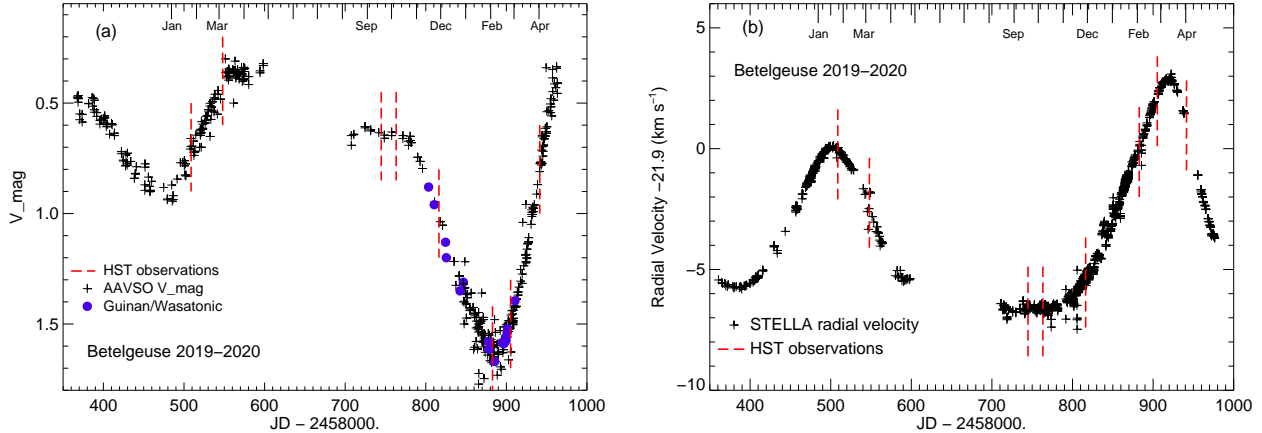 Jan Mar Sep Dec Feb Apr
(a)
0.5
1.0
1.5
V_mag
HST observations
AAVSO V_mag
Guinan/Wasatonic
Betelgeuse 2019−2020
400 500 600 700 800 900 1000
JD − 2458000.
Jan Mar Sep Dec Feb Apr
(b)
Betelgeuse 2019−2020
5
0
−5
−10
Radial Velocity −21.9 (km s⁻¹)
STELLA radial velocity
HST observations
400 500 600 700 800 900 1000
JD − 2458000.